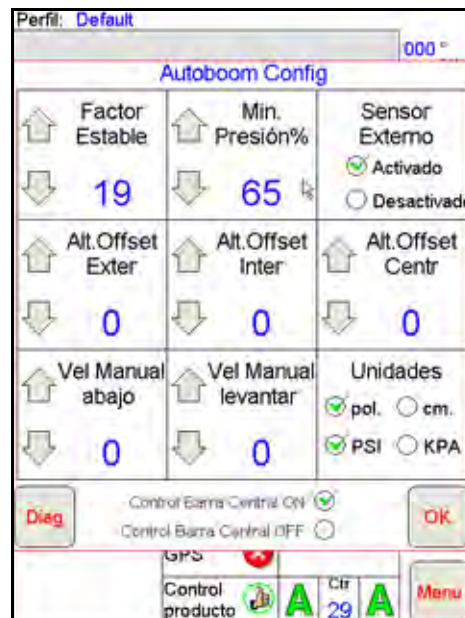 Perfil: Default
000 °
Autoboom Config
Factor
Estable
19
Min.
Presión%
65
Sensor
Externo
Activado
Desactivado
Alt.Offset
Exter
0
Alt.Offset
Inter
0
Alt.Offset
Centr
0
Vel Manual
abajo
0
Vel Manual
levantar
0
Unidades
pol. cm.
PSI KPA
Diag
Control Barra Central ON
Control Barra Central OFF
OK
GPS
Control
producto
A
Ctr
29
A
Menu